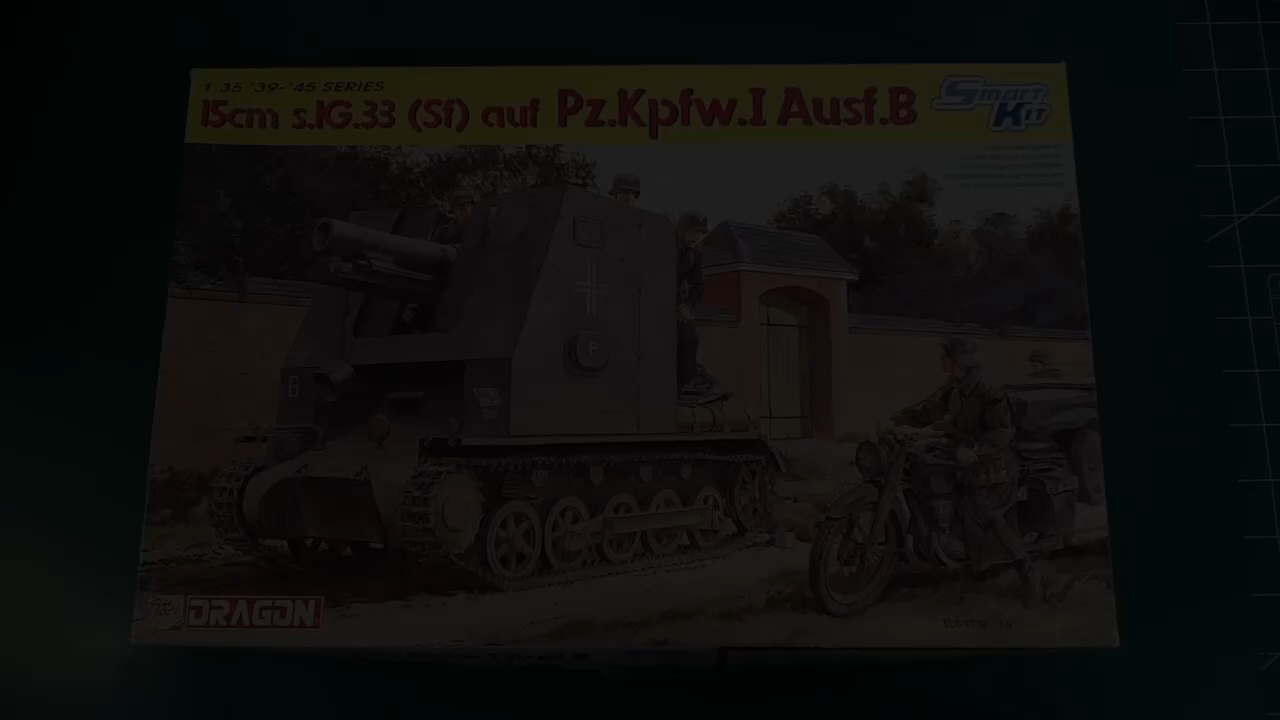 1:35 '39-'45 SERIES
15cm s.IG.33 (Sf) auf Pz.Kpfw.I Ausf.B
Smart Kit
F
G
DRAGON